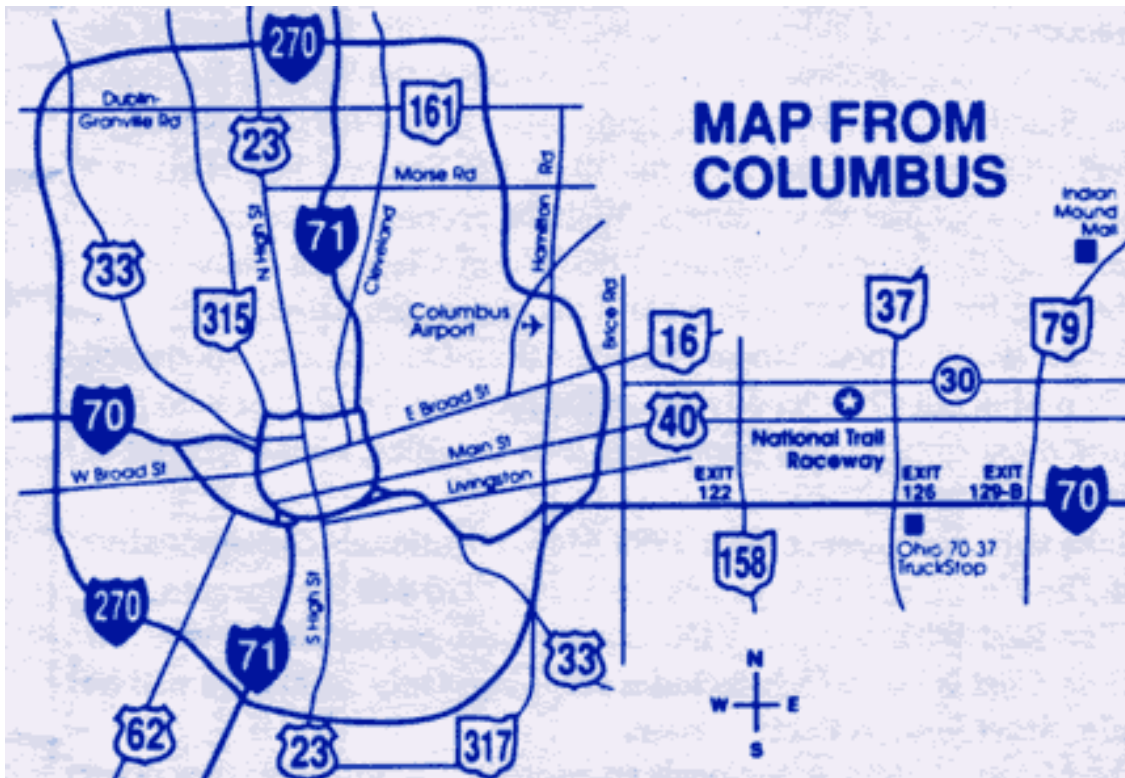 270
Dublin-
Granville Rd
161
23
MAP FROM
COLUMBUS
Morse Rd
Hamilton Rd
Indian
Mound
Mall
N High St
71
Cleveland
33
315
Columbus
Airport
Brice Rd
16
37
79
30
70
E Broad St
40
Main St
National Trail
Raceway
W Broad St
Livingston
EXIT
122
EXIT
126
EXIT
129-B
70
158
Ohio 70-37
TruckStop
270
S High St
71
33
N
W
E
S
62
23
317